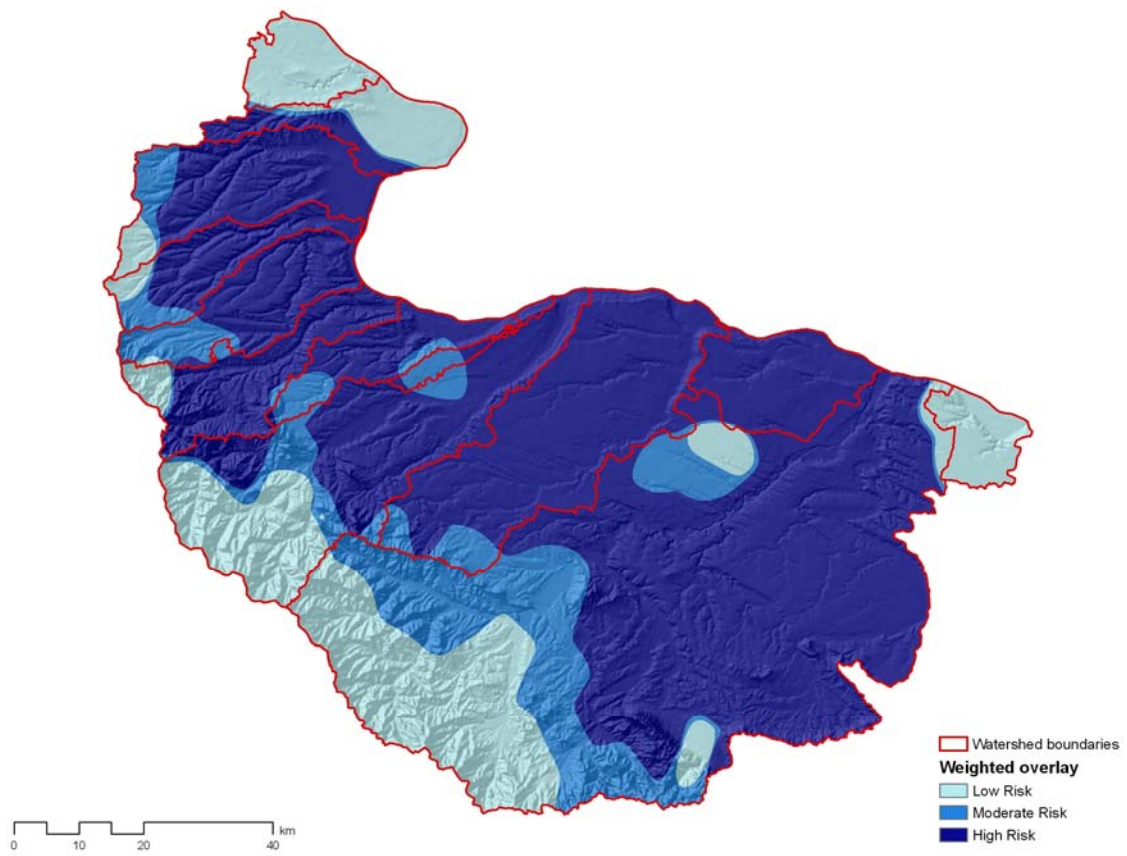 Watershed boundaries
Weighted overlay
Low Risk
Moderate Risk
High Risk
km
0 10 20 40